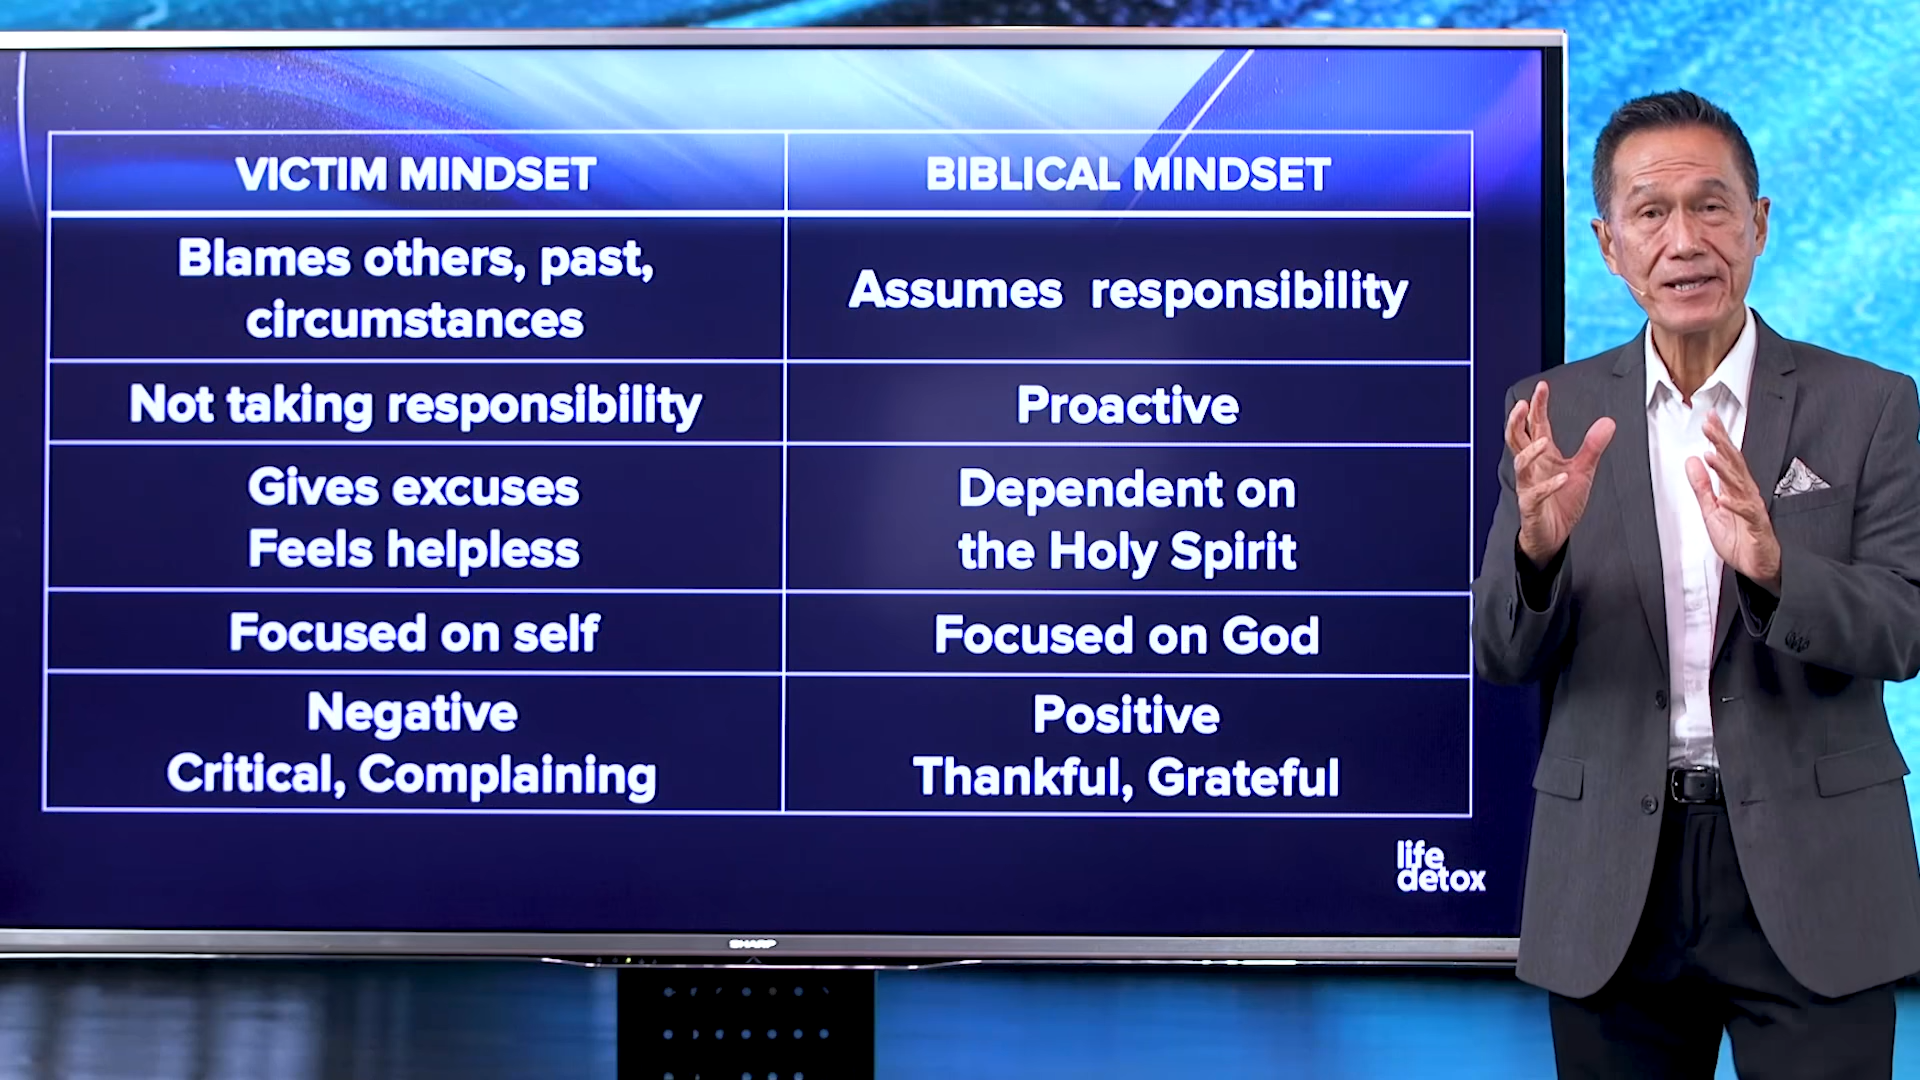 VICTIM MINDSET
BIBLICAL MINDSET
Blames others, past,
circumstances
Assumes responsibility
Not taking responsibility
Proactive
Gives excuses
Feels helpless
Dependent on
the Holy Spirit
Focused on self
Focused on God
Negative
Critical, Complaining
Positive
Thankful, Grateful
life
detox
SHARP